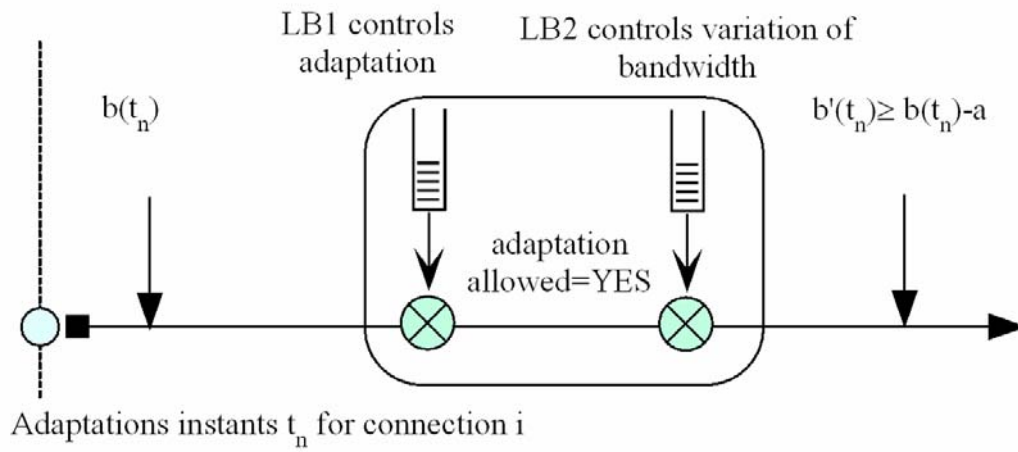 LB1 controls
adaptation
LB2 controls variation of
bandwidth
b(t_n)
b'(t_n)≥ b(t_n)-a
adaptation
allowed=YES
Adaptations instants t_n for connection i